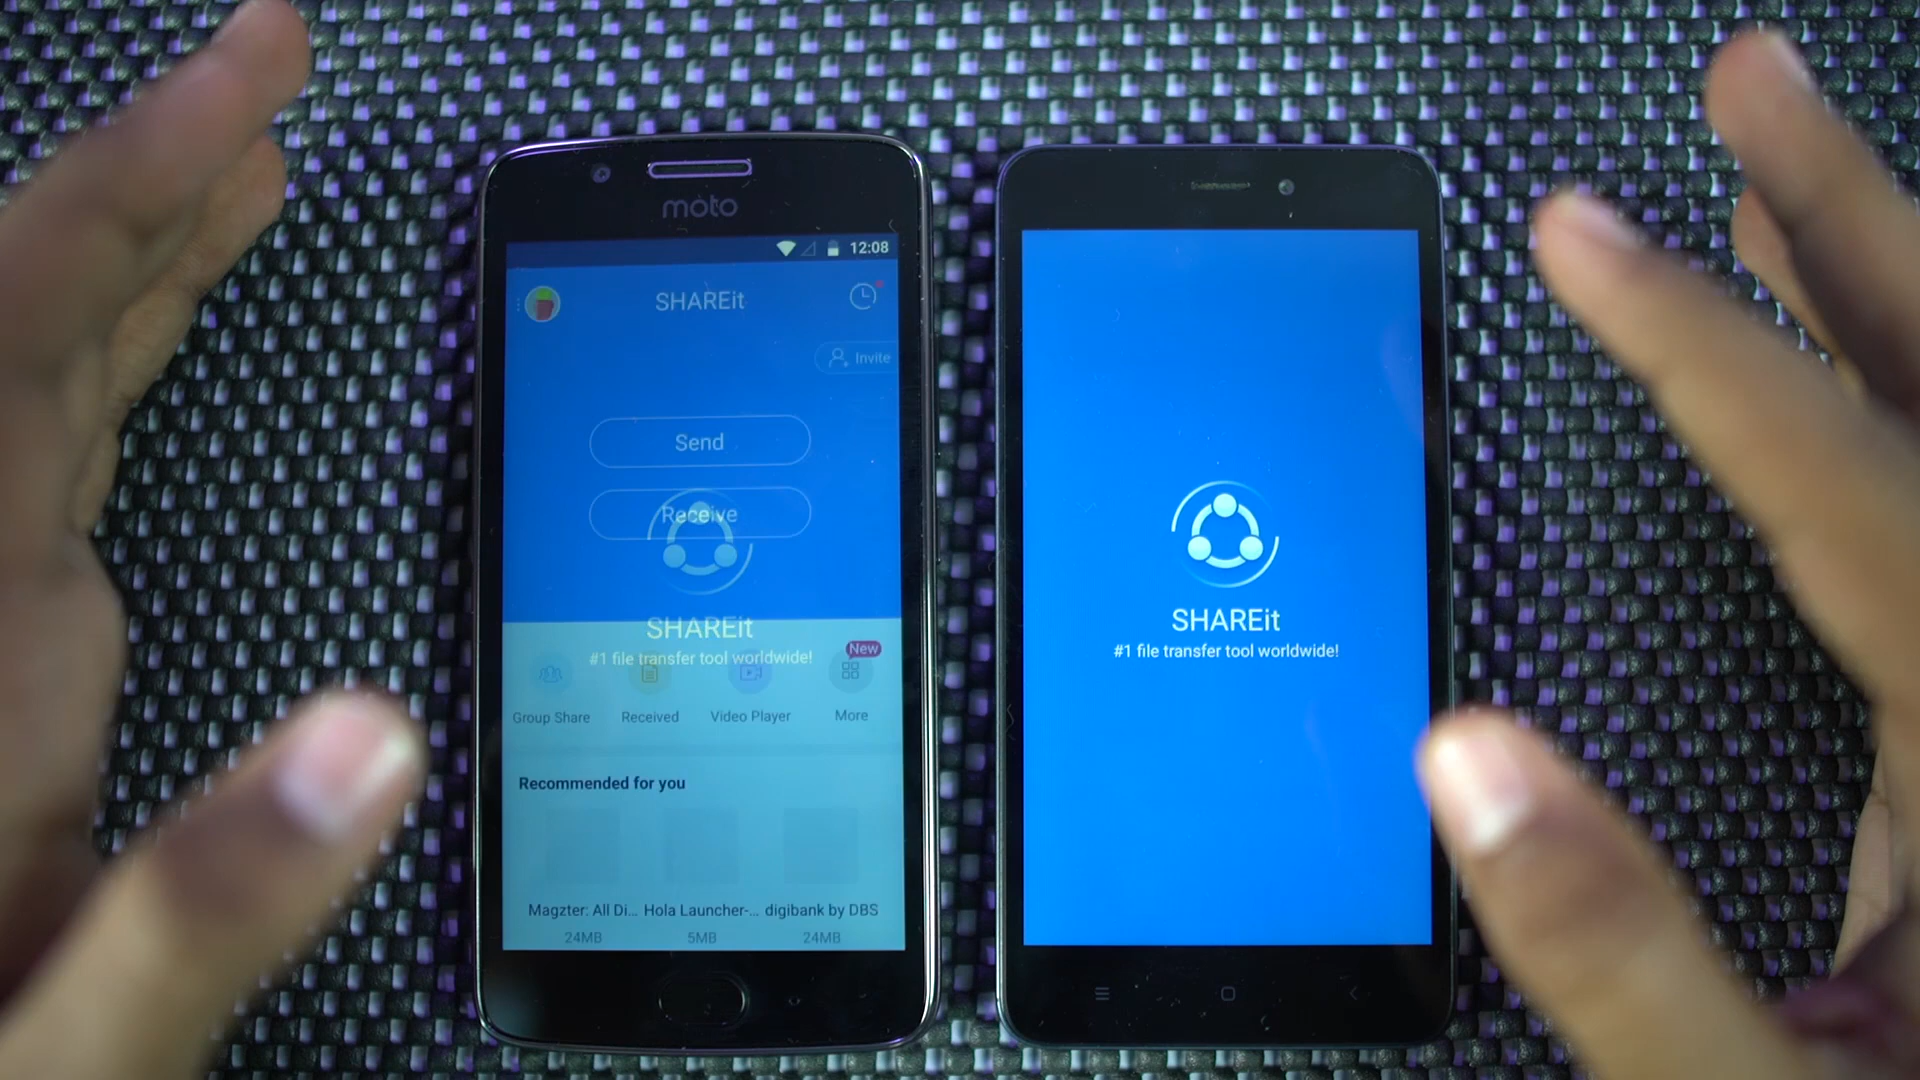 moto
12:08
SHAREit
Invite
Send
Receive
SHAREit
#1 file transfer tool worldwide!
New
Group Share
Received
Video Player
More
Recommended for you
Magzter: All Di...
Hola Launcher-...
digibank by DBS
24MB
5MB
24MB
SHAREit
#1 file transfer tool worldwide!